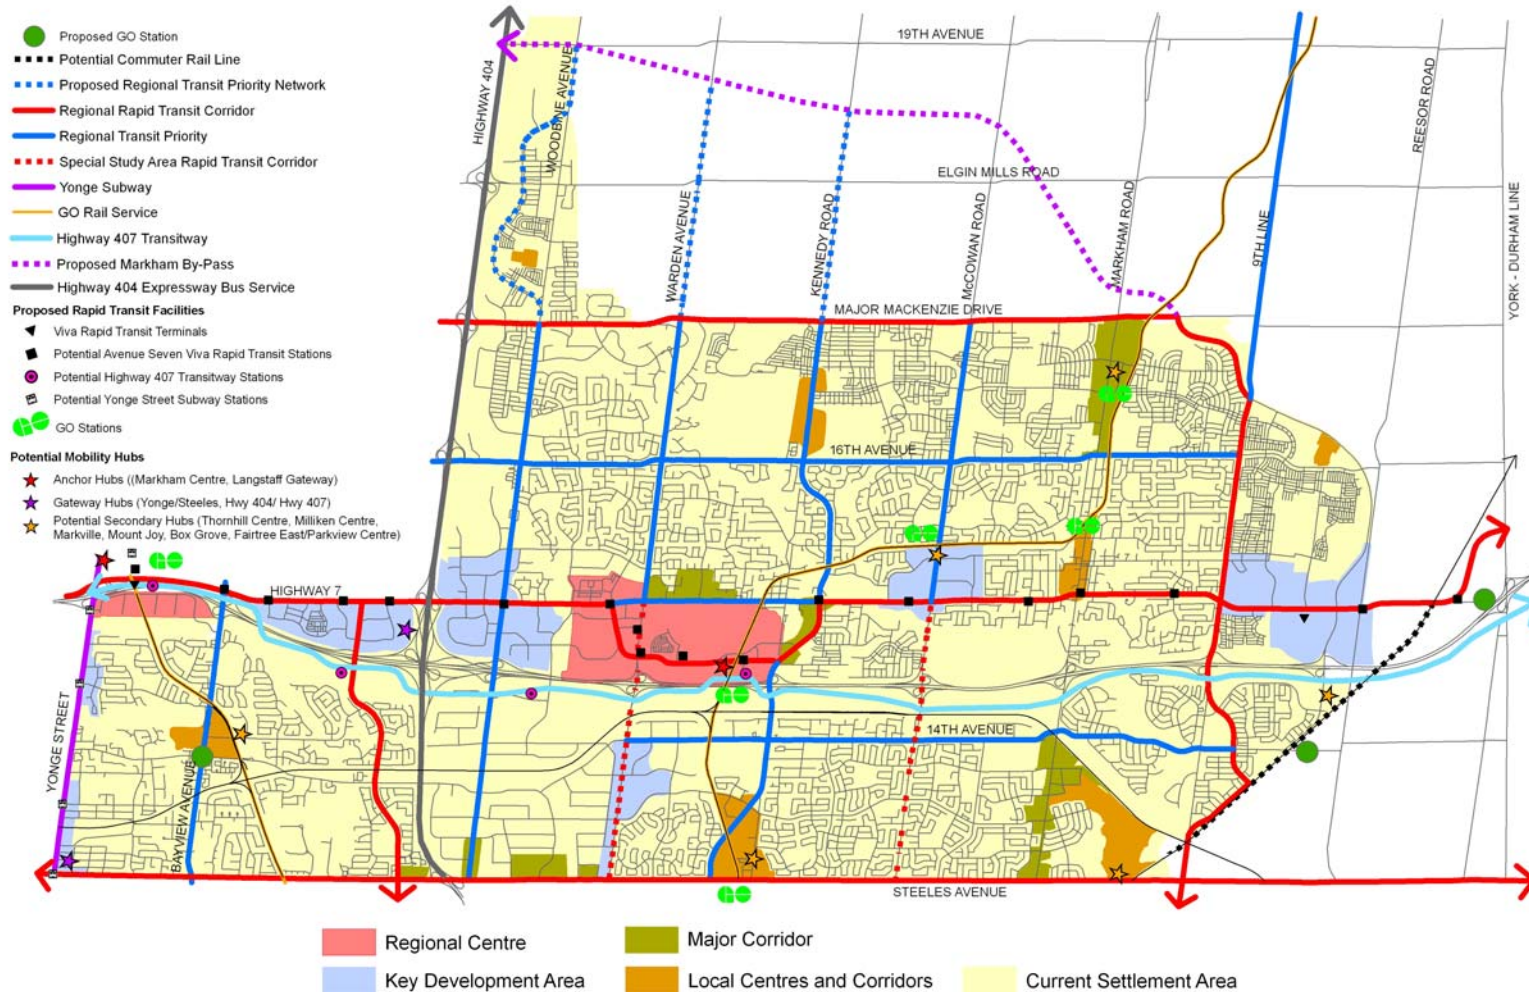 Proposed GO Station
Potential Commuter Rail Line
Proposed Regional Transit Priority Network
Regional Rapid Transit Corridor
Regional Transit Priority
Special Study Area Rapid Transit Corridor
Yonge Subway
GO Rail Service
Highway 407 Transitway
Proposed Markham By-Pass
Highway 404 Expressway Bus Service
Proposed Rapid Transit Facilities
Viva Rapid Transit Terminals
Potential Avenue Seven Viva Rapid Transit Stations
Potential Highway 407 Transitway Stations
Potential Yonge Street Subway Stations
GO Stations
Potential Mobility Hubs
Anchor Hubs ((Markham Centre, Langstaff Gateway)
Gateway Hubs (Yonge/Steeles, Hwy 404/ Hwy 407)
Potential Secondary Hubs (Thornhill Centre, Milliken Centre,
Markville, Mount Joy, Box Grove, Fairtree East/Parkview Centre)
19TH AVENUE
HIGHWAY 404
WOODBINE AVENUE
REESOR ROAD
ELGIN MILLS ROAD
WARDEN AVENUE
KENNEDY ROAD
McCOWAN ROAD
MARKHAM ROAD
9TH LINE
YORK - DURHAM LINE
MAJOR MACKENZIE DRIVE
16TH AVENUE
HIGHWAY 7
YONGE STREET
BAYVIEW AVENUE
14TH AVENUE
STEELES AVENUE
Regional Centre
Major Corridor
Key Development Area
Local Centres and Corridors
Current Settlement Area